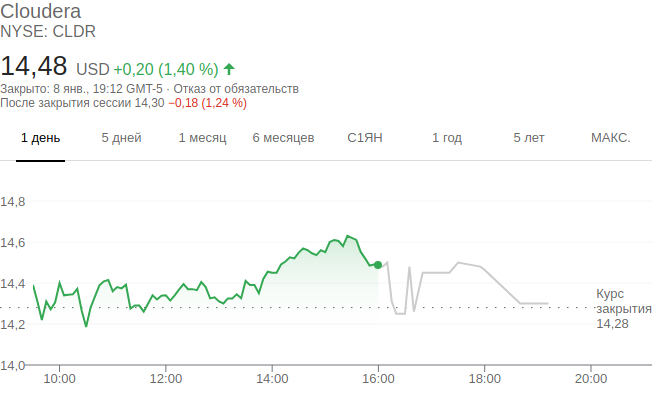 Cloudera
NYSE: CLDR
14,48 USD +0,20 (1,40 %)
Закрыто: 8 янв., 19:12 GMT-5 · Отказ от обязательств
После закрытия сессии 14,30 −0,18 (1,24 %)
1 день 5 дней 1 месяц 6 месяцев С1ЯН 1 год 5 лет МАКС.
14,8
14,6
14,4
14,2
14,0
Курс
закрытия
14,28
10:00 12:00 14:00 16:00 18:00 20:00